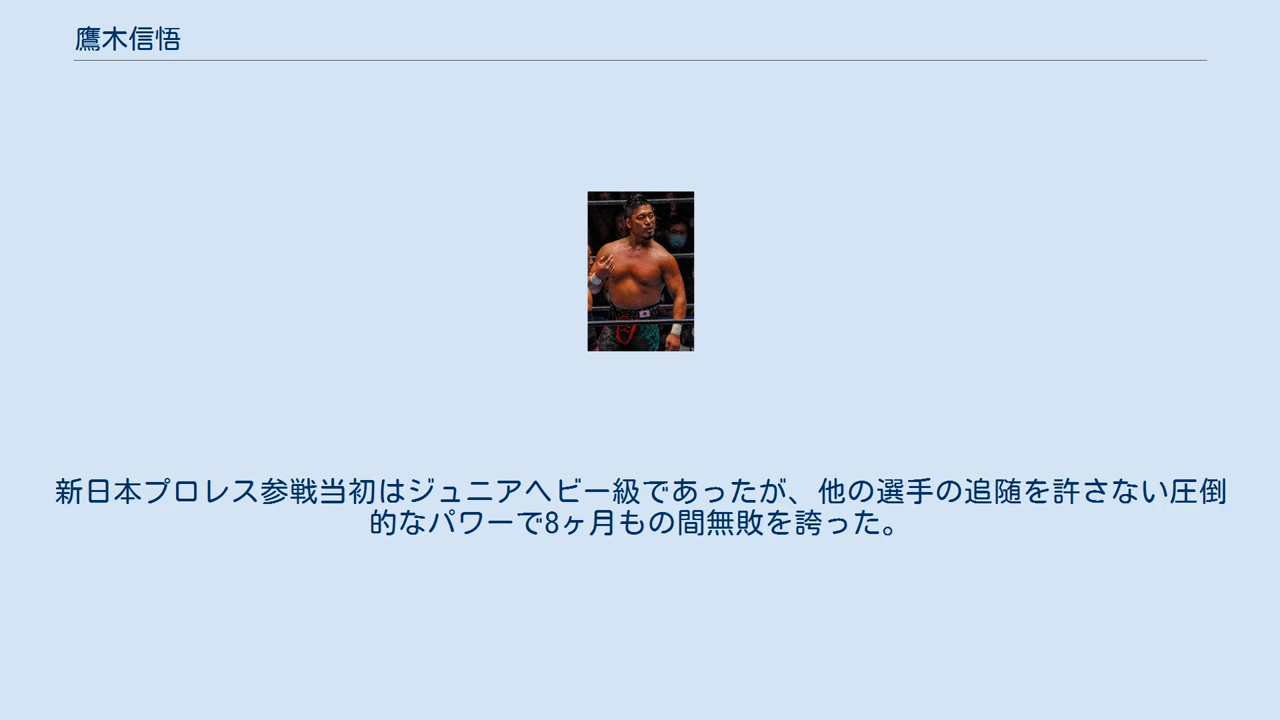 鷹木信悟
新日本プロレス参戦当初はジュニアヘビー級であったが、他の選手の追随を許さない圧倒
的なパワーで8ヶ月もの間無敗を誇った。